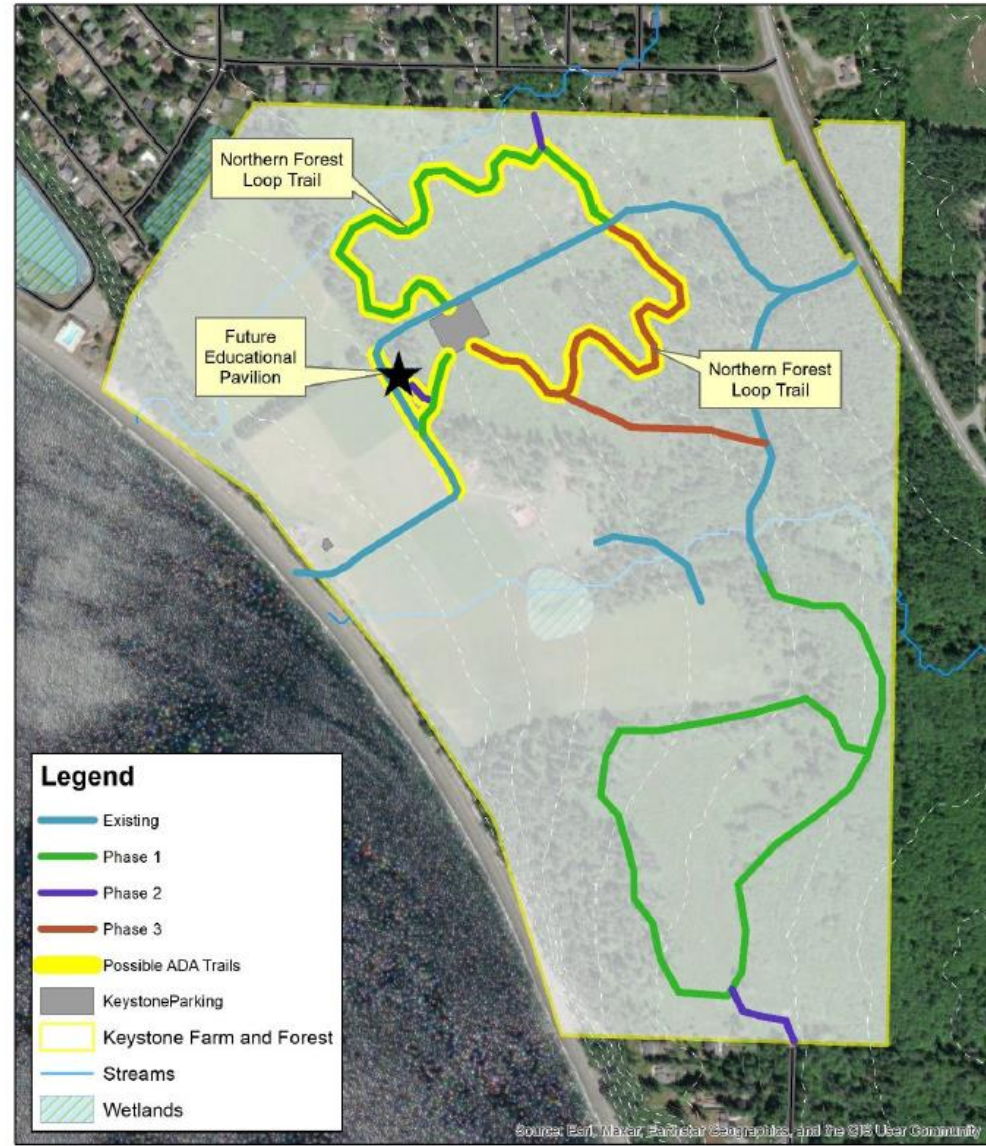 Northern Forest
Loop Trail
Future
Educational
Pavilion
Northern Forest
Loop Trail
Legend
Existing
Phase 1
Phase 2
Phase 3
Possible ADA Trails
KeystoneParking
Keystone Farm and Forest
Streams
Wetlands
Source: Esri, Maxar, Earthstar Geographics, and the GIS User Community